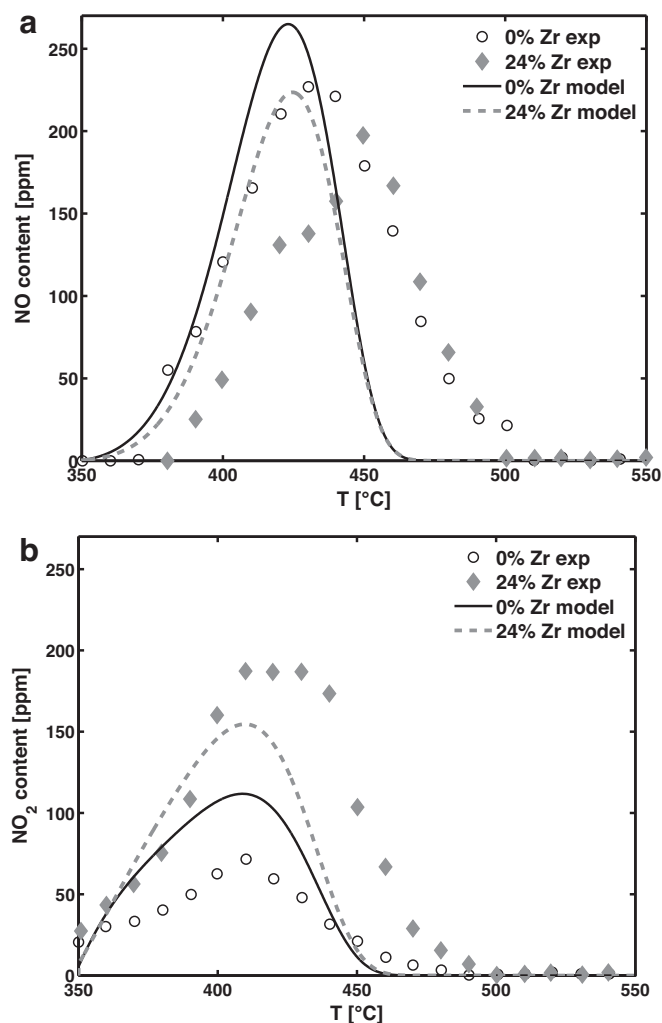 a
250
200
150
100
50
0
NO content [ppm]
0% Zr exp
24% Zr exp
0% Zr model
24% Zr model
350 400 450 500 550
T [°C]
b
250
200
150
100
50
0
NO2 content [ppm]
0% Zr exp
24% Zr exp
0% Zr model
24% Zr model
350 400 450 500 550
T [°C]